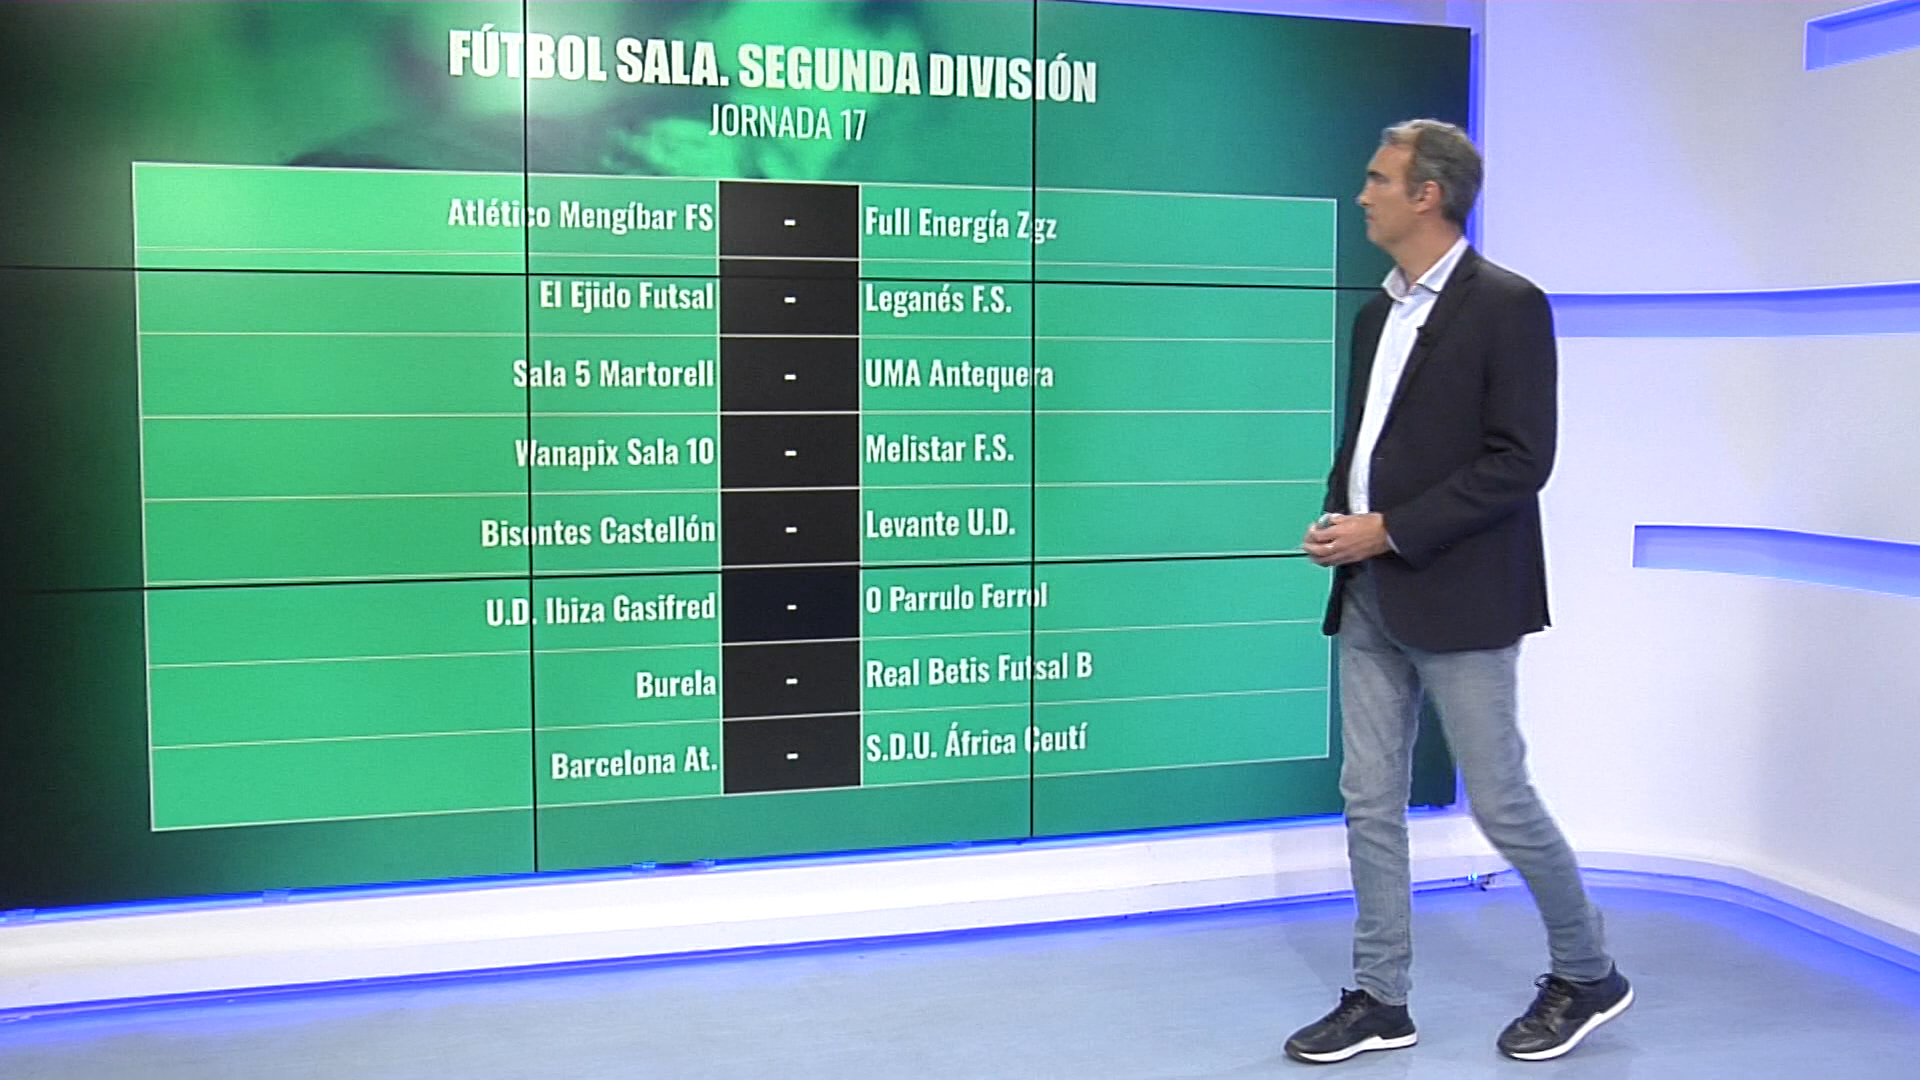 FÚTBOL SALA. SEGUNDA DIVISIÓN
JORNADA 17
Atlético Mengíbar FS - Full Energía Zgz
El Ejido Futsal - Leganés F.S.
Sala 5 Martorell - UMA Antequera
Wanapix Sala 10 - Melistar F.S.
Bisontes Castellón - Levante U.D.
U.D. Ibiza Gasifred - O Parrulo Ferrol
Burela - Real Betis Futsal B
Barcelona At. - S.D.U. África Ceutí